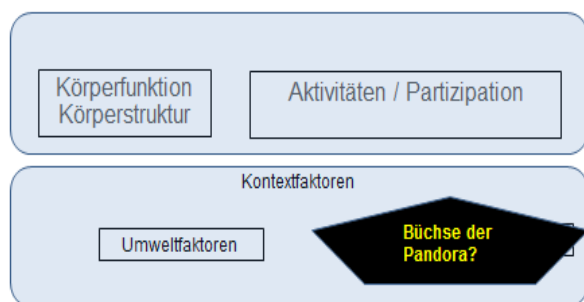 Körperfunktion
Körperstruktur
Aktivitäten / Partizipation
Kontextfaktoren
Umweltfaktoren
Büchse der
Pandora?